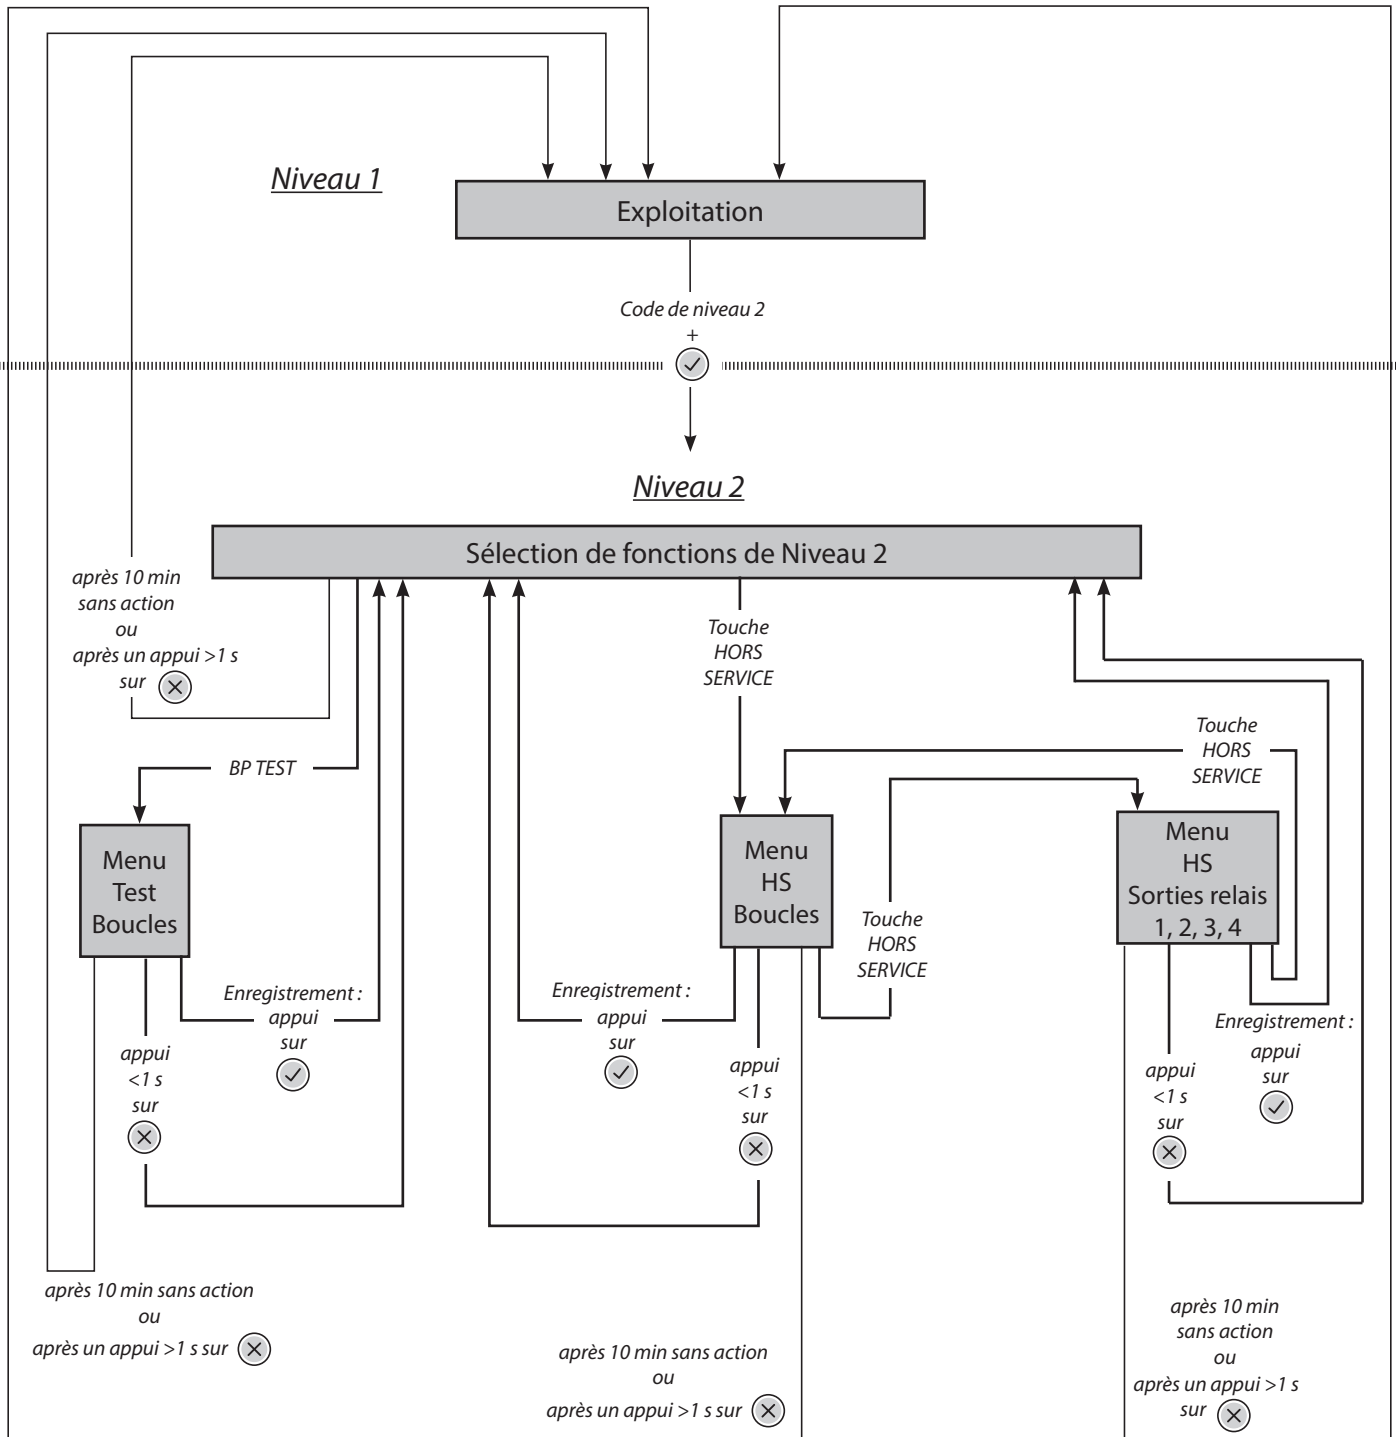 Niveau 1
Exploitation
Code de niveau 2
+
Niveau 2
Sélection de fonctions de Niveau 2
après 10 min
sans action
ou
après un appui >1 s
sur
Touche
HORS
SERVICE
BP TEST
Touche
HORS
SERVICE
Menu
Test
Boucles
Menu
HS
Boucles
Menu
HS
Sorties relais
1, 2, 3, 4
Touche
HORS
SERVICE
Enregistrement :
appui
sur
appui
<1 s
sur
Enregistrement :
appui
sur
appui
<1 s
sur
Enregistrement :
appui
sur
appui
<1 s
sur
après 10 min sans action
ou
après un appui >1 s sur
après 10 min sans action
ou
après un appui >1 s sur
après 10 min
sans action
ou
après un appui >1 s
sur